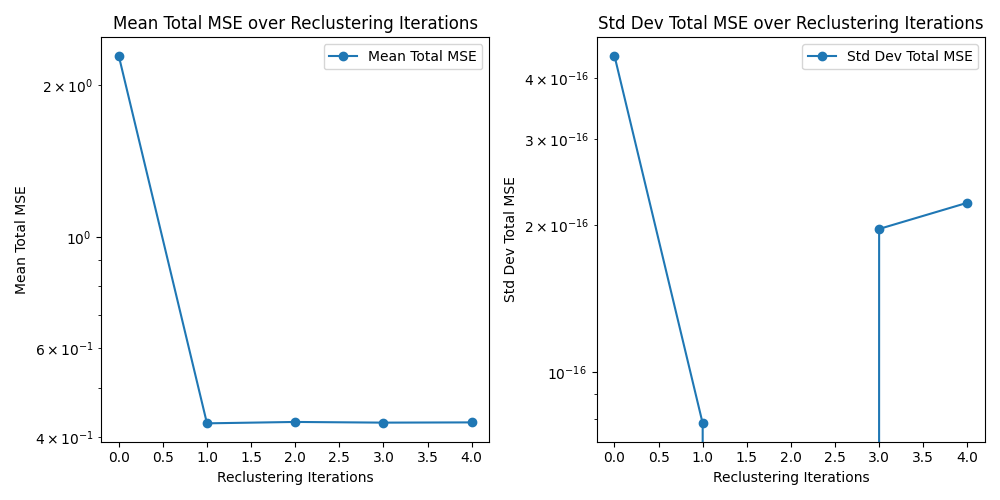 Mean Total MSE over Reclustering Iterations
Mean Total MSE
2 × 10⁰
10⁰
6 × 10⁻¹
4 × 10⁻¹
Mean Total MSE
0.0 0.5 1.0 1.5 2.0 2.5 3.0 3.5 4.0
Reclustering Iterations
Std Dev Total MSE over Reclustering Iterations
Std Dev Total MSE
4 × 10⁻¹⁶
3 × 10⁻¹⁶
2 × 10⁻¹⁶
10⁻¹⁶
Std Dev Total MSE
0.0 0.5 1.0 1.5 2.0 2.5 3.0 3.5 4.0
Reclustering Iterations